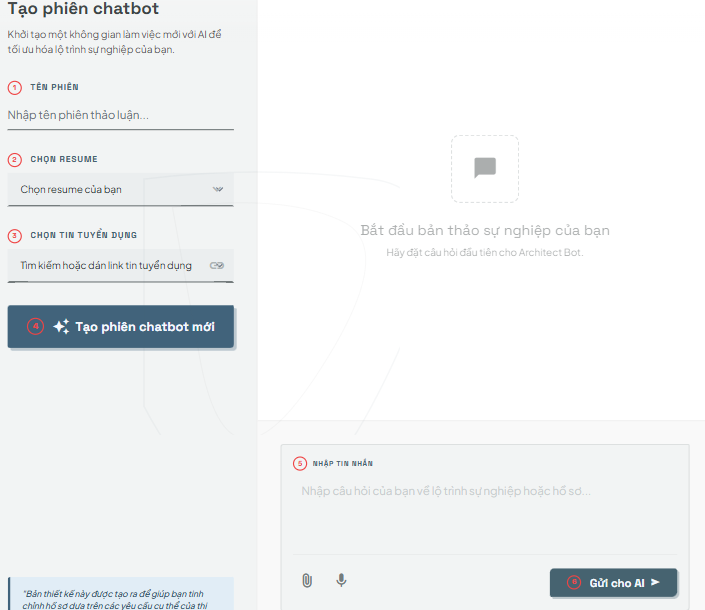 Tạo phiên chatbot
Khởi tạo một không gian làm việc mới với AI để
tối ưu hóa lộ trình sự nghiệp của bạn.
1 TÊN PHIÊN
Nhập tên phiên thảo luận...
2 CHỌN RESUME
Chọn resume của bạn
3 CHỌN TIN TUYỂN DỤNG
Tìm kiếm hoặc dán link tin tuyển dụng
4 Tạo phiên chatbot mới
"Bản thiết kế này được tạo ra để giúp bạn tinh
chỉnh hồ sơ dựa trên các yêu cầu cụ thể của thị
Bắt đầu bản thảo sự nghiệp của bạn
Hãy đặt câu hỏi đầu tiên cho Architect Bot.
5 NHẬP TIN NHẮN
Nhập câu hỏi của bạn về lộ trình sự nghiệp hoặc hồ sơ...
6 Gửi cho AI